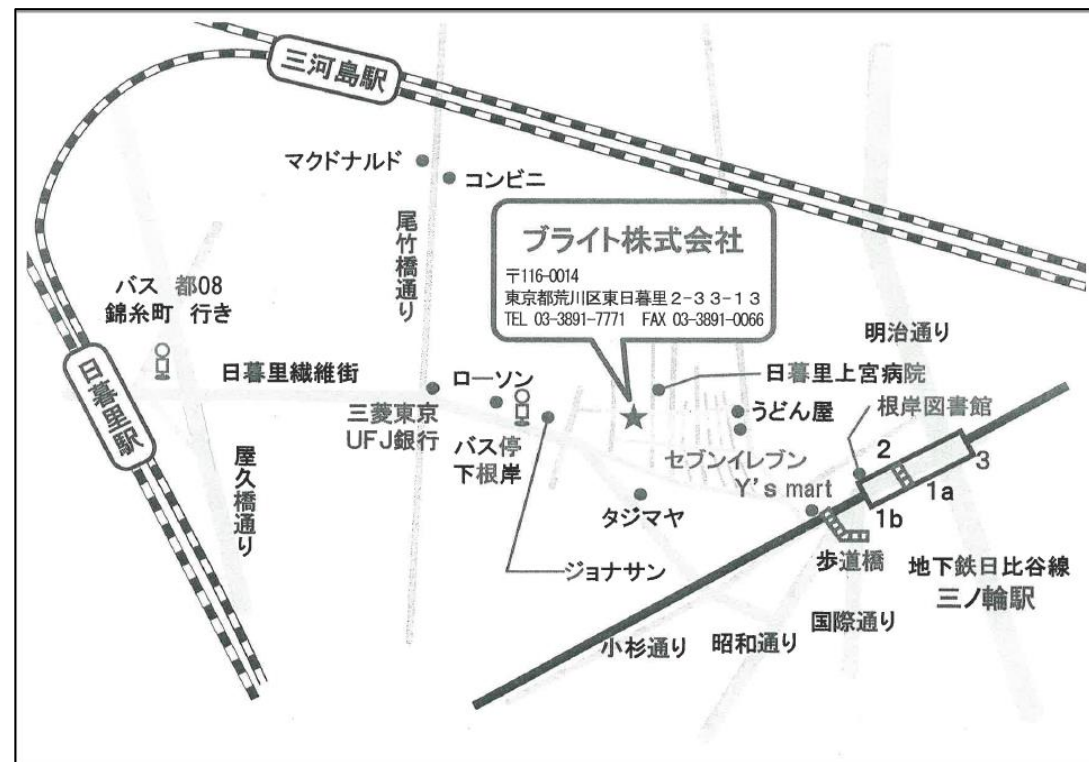 三河島駅
マクドナルド
コンビニ
尾竹橋通り
ブライト株式会社
〒116-0014
東京都荒川区東日暮里2-33-13
TEL 03-3891-7771 FAX 03-3891-0066
バス 都08
錦糸町 行き
明治通り
日暮里駅
日暮里繊維街
ローソン
日暮里上宮病院
三菱東京
UFJ銀行
うどん屋
根岸図書館
バス停
下根岸
セブンイレブン
Y's mart
2
3
1a
1b
屋久橋通り
タジマヤ
歩道橋
地下鉄日比谷線
三ノ輪駅
ジョナサン
国際通り
小杉通り
昭和通り